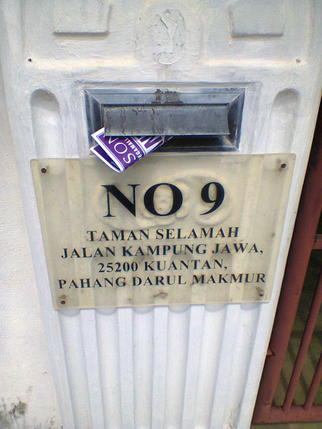 NO 9
TAMAN SELAMAH
JALAN KAMPUNG JAWA,
25200 KUANTAN,
PAHANG DARUL MAKMUR